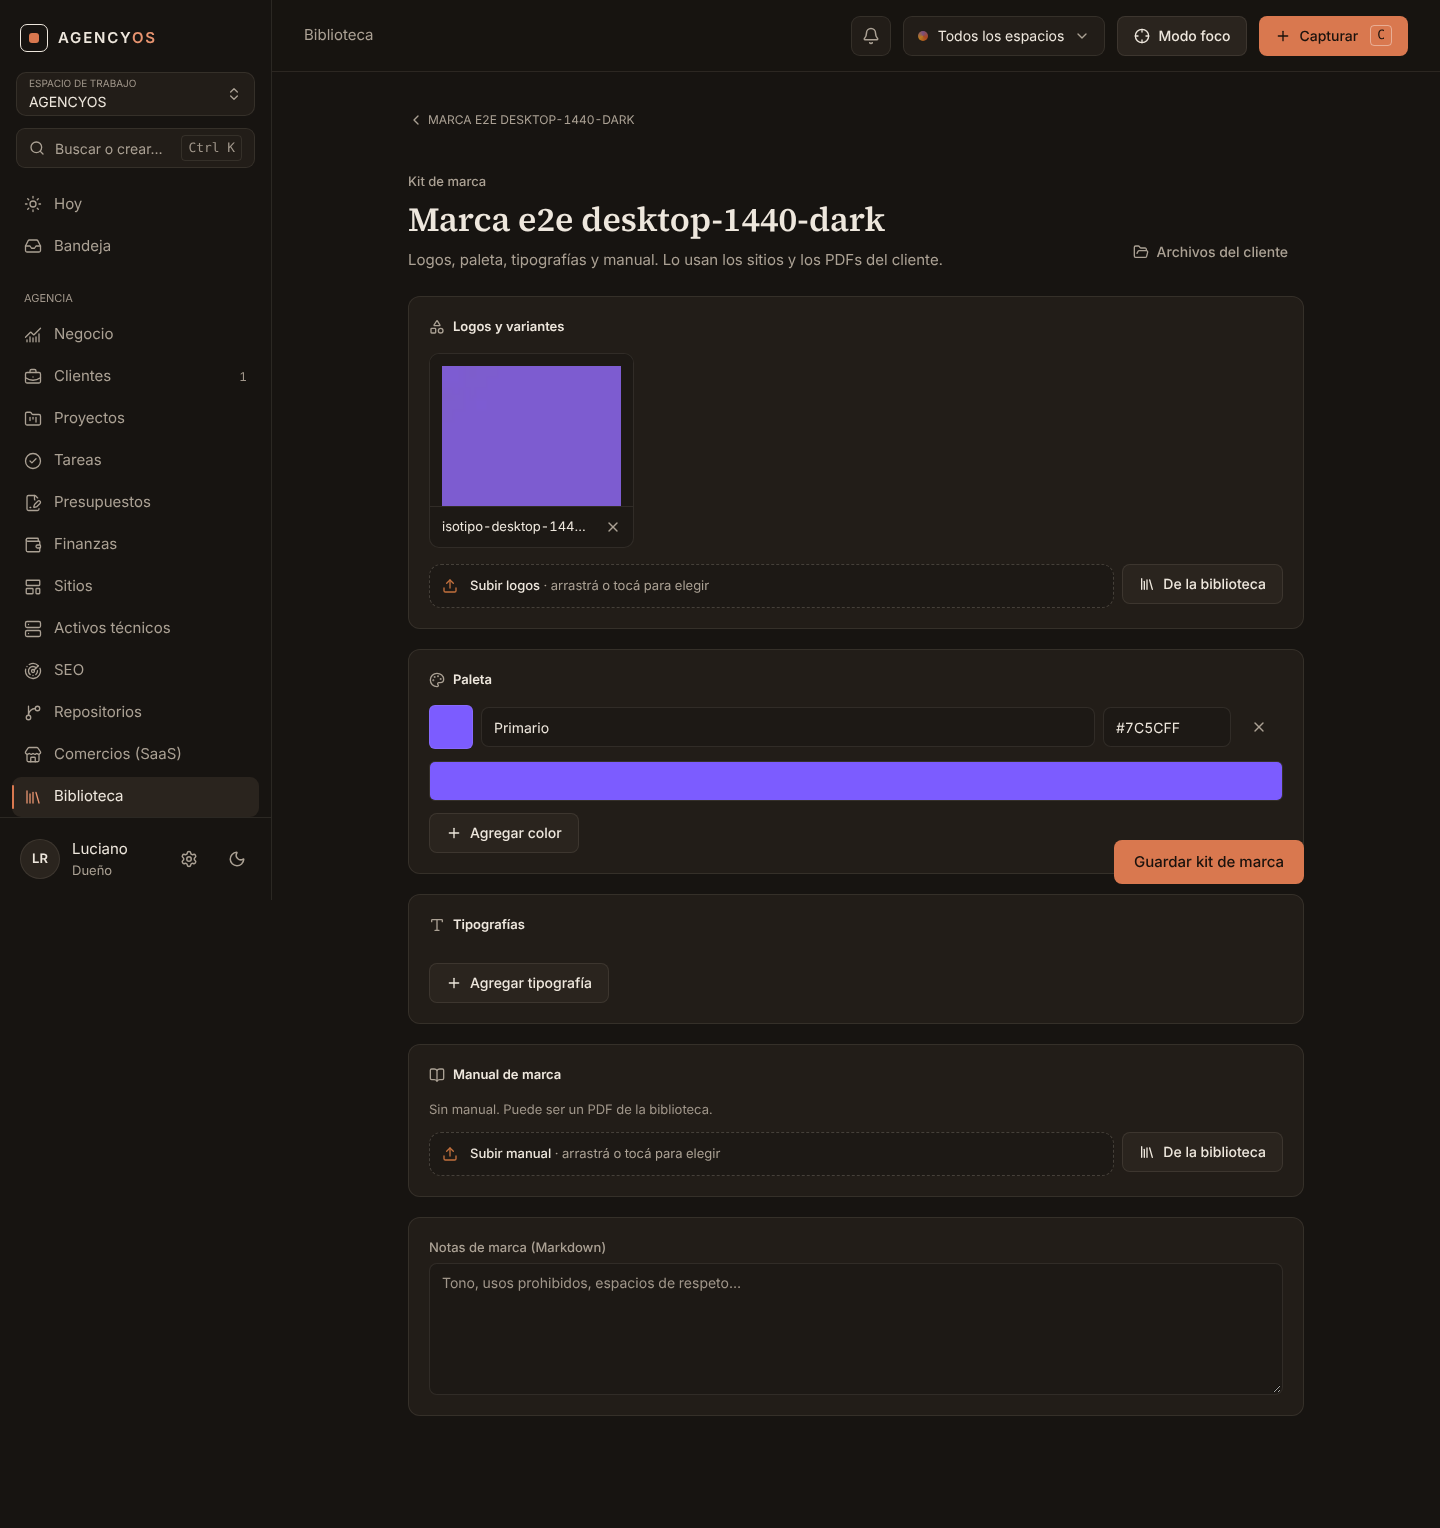 AGENCYOS
ESPACIO DE TRABAJO
AGENCYOS
Buscar o crear... Ctrl K
Hoy
Bandeja
AGENCIA
Negocio
Clientes 1
Proyectos
Tareas
Presupuestos
Finanzas
Sitios
Activos técnicos
SEO
Repositorios
Comercios (SaaS)
Biblioteca
LR
Luciano
Dueño
Biblioteca
Todos los espacios
Modo foco
Capturar C
MARCA E2E DESKTOP-1440-DARK
Kit de marca
Marca e2e desktop-1440-dark
Logos, paleta, tipografías y manual. Lo usan los sitios y los PDFs del cliente.
Archivos del cliente
Logos y variantes
isotipo-desktop-144...
Subir logos · arrastrá o tocá para elegir
De la biblioteca
Paleta
Primario
#7C5CFF
Agregar color
Guardar kit de marca
Tipografías
Agregar tipografía
Manual de marca
Sin manual. Puede ser un PDF de la biblioteca.
Subir manual · arrastrá o tocá para elegir
De la biblioteca
Notas de marca (Markdown)
Tono, usos prohibidos, espacios de respeto...